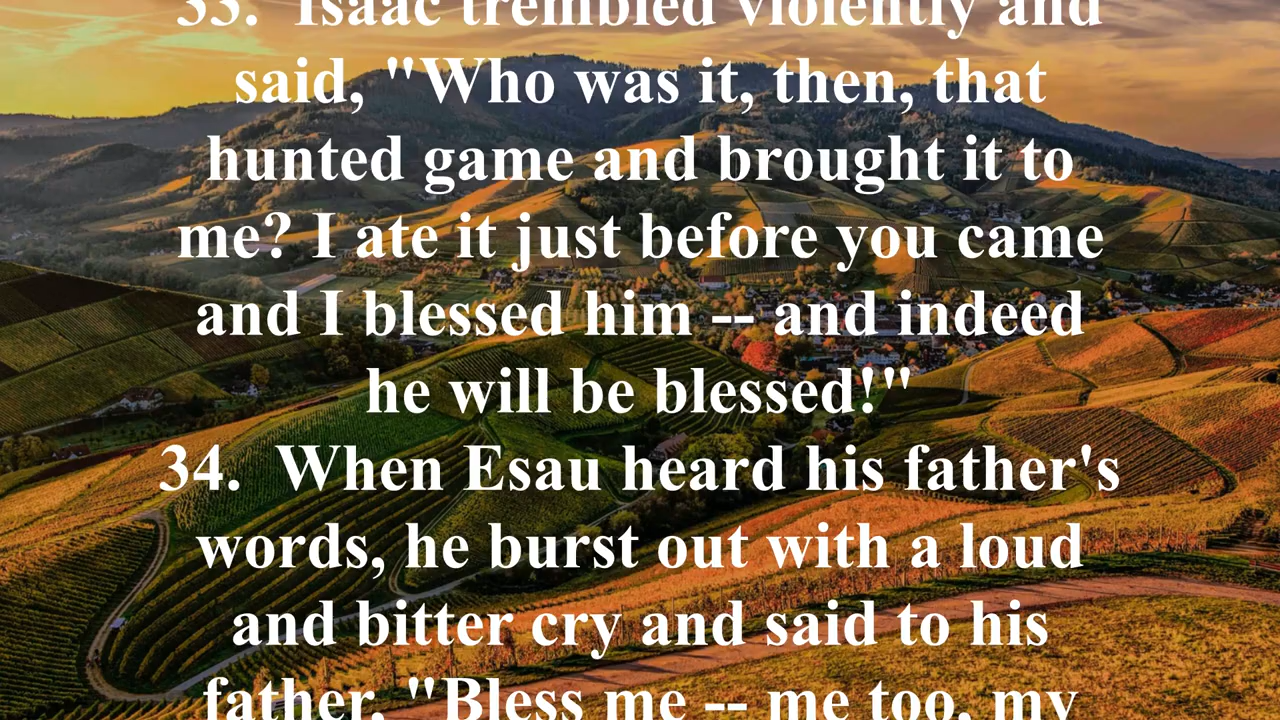 33.  Isaac trembled violently and
said, "Who was it, then, that
hunted game and brought it to
me? I ate it just before you came
and I blessed him -- and indeed
he will be blessed!"
34.  When Esau heard his father's
words, he burst out with a loud
and bitter cry and said to his
father, "Bless me -- me too, my